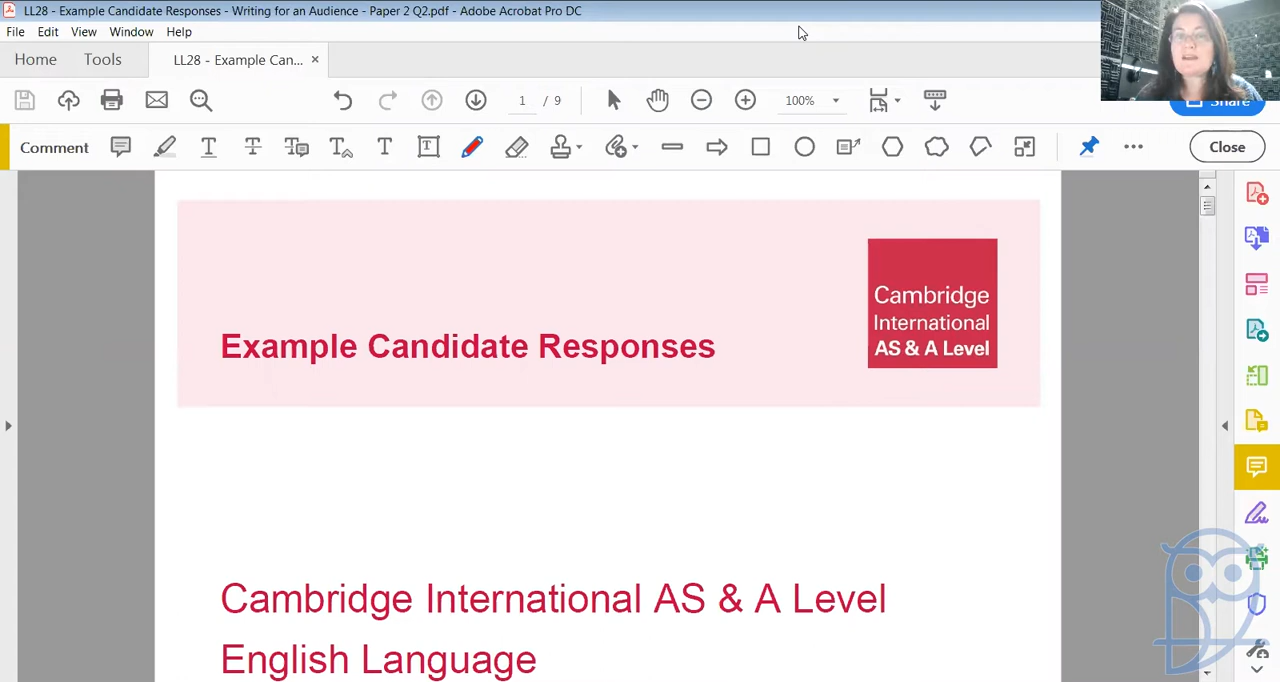 LL28 - Example Candidate Responses - Writing for an Audience - Paper 2 Q2.pdf - Adobe Acrobat Pro DC
File Edit View Window Help
Home Tools LL28 - Example Can... ×
1 / 9 100%
Share
Comment Close
Cambridge
International
AS & A Level
Example Candidate Responses
Cambridge International AS & A Level
English Language